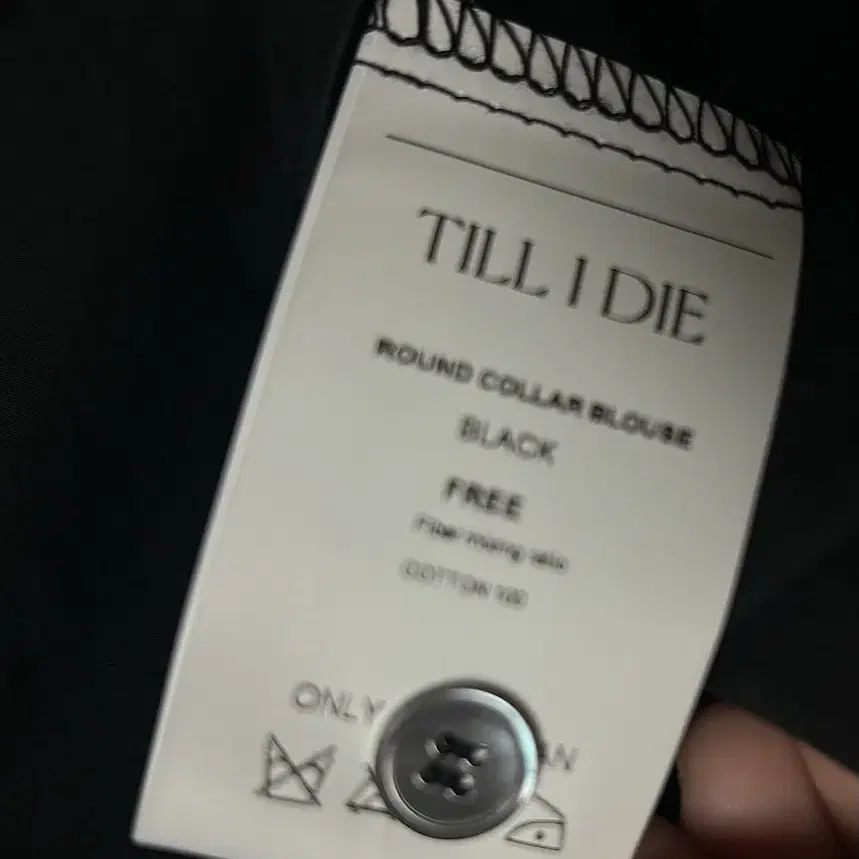 TILL I DIE
ROUND COLLAR BLOUSE
BLACK
FREE
Fiber mixing ratio
COTTON 100
ONLY